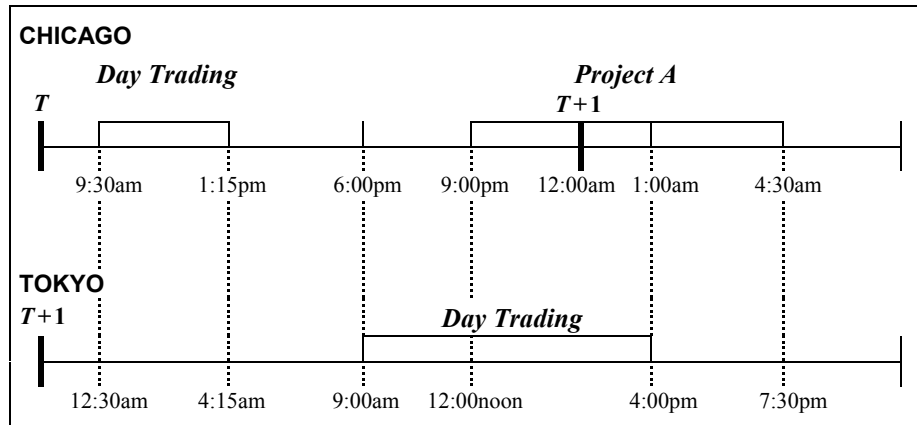 CHICAGO
Day Trading Project A
T T+1
9:30am 1:15pm 6:00pm 9:00pm 12:00am 1:00am 4:30am
TOKYO
T+1 Day Trading
12:30am 4:15am 9:00am 12:00noon 4:00pm 7:30pm